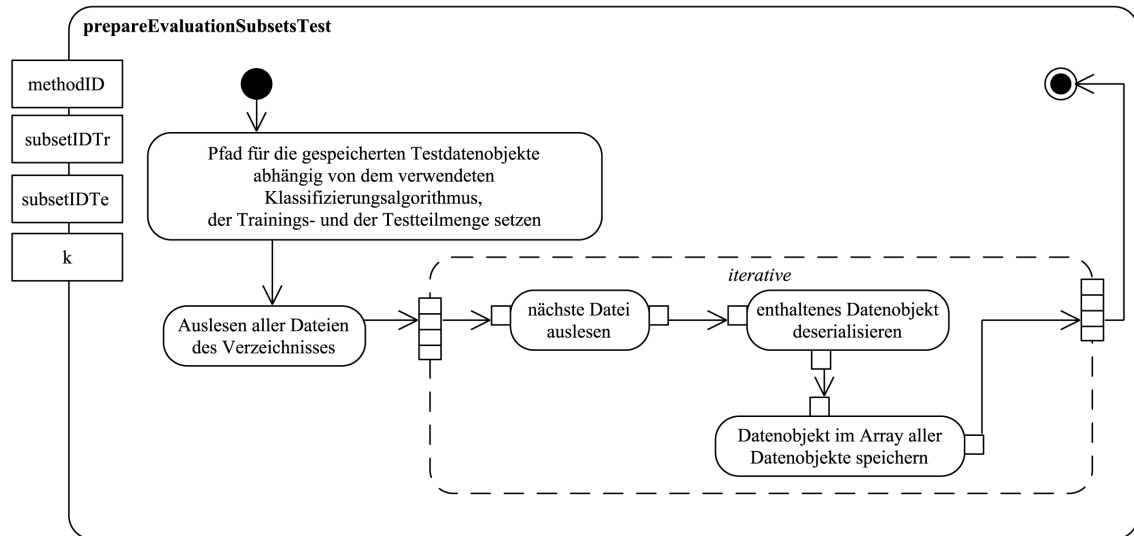 prepareEvaluationSubsetsTest
methodID
subsetIDTr
subsetIDTe
k
Pfad für die gespeicherten Testdatenobjekte
abhängig von dem verwendeten
Klassifizierungsalgorithmus,
der Trainings- und der Testteilmenge setzen
Auslesen aller Dateien
des Verzeichnisses
iterative
nächste Datei
auslesen
enthaltenes Datenobjekt
deserialisieren
Datenobjekt im Array aller
Datenobjekte speichern